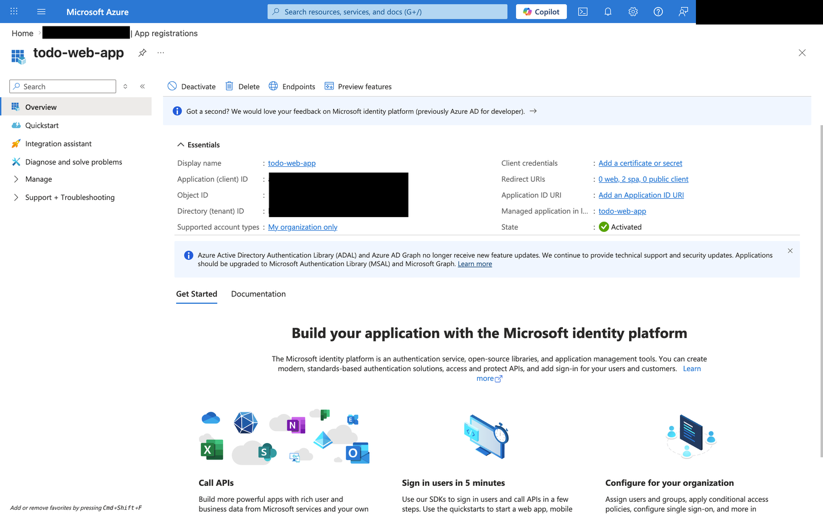 Microsoft Azure
Search resources, services, and docs (G+/)
Copilot
Home
| App registrations
todo-web-app
Search
Deactivate
Delete
Endpoints
Preview features
Overview
Quickstart
Integration assistant
Diagnose and solve problems
Manage
Support + Troubleshooting
Got a second? We would love your feedback on Microsoft identity platform (previously Azure AD for developer).
Essentials
Display name : todo-web-app
Application (client) ID :
Object ID :
Directory (tenant) ID :
Supported account types : My organization only
Client credentials : Add a certificate or secret
Redirect URIs : 0 web, 2 spa, 0 public client
Application ID URI : Add an Application ID URI
Managed application in l... : todo-web-app
State : Activated
Azure Active Directory Authentication Library (ADAL) and Azure AD Graph no longer receive new feature updates. We continue to provide technical support and security updates. Applications
should be upgraded to Microsoft Authentication Library (MSAL) and Microsoft Graph. Learn more
Get Started
Documentation
Build your application with the Microsoft identity platform
The Microsoft identity platform is an authentication service, open-source libraries, and application management tools. You can create
modern, standards-based authentication solutions, access and protect APIs, and add sign-in for your users and customers. Learn
more
Call APIs
Build more powerful apps with rich user and
business data from Microsoft services and your own
Sign in users in 5 minutes
Use our SDKs to sign in users and call APIs in a few
steps. Use the quickstarts to start a web app, mobile
Configure for your organization
Assign users and groups, apply conditional access
policies, configure single sign-on, and more in
Add or remove favorites by pressing Cmd+Shift+F